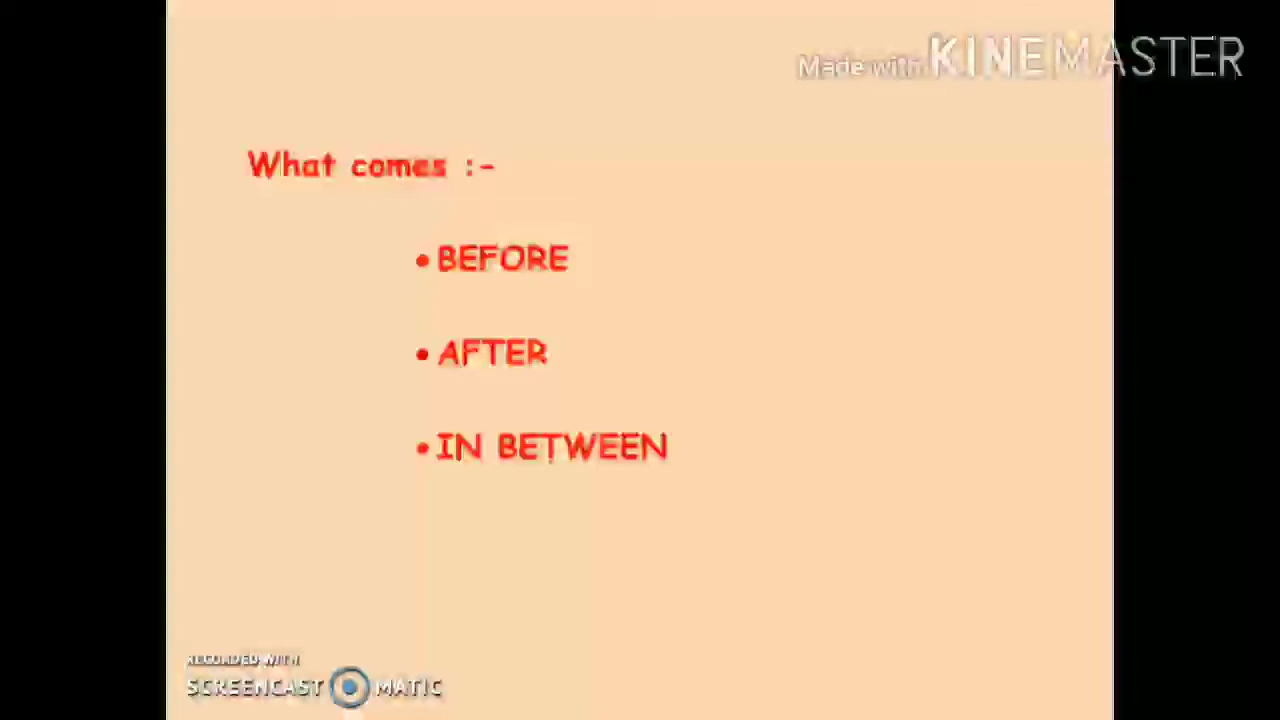 Made with KINEMASTER
What comes :-
• BEFORE
• AFTER
• IN BETWEEN
RECORDED WITH
SCREENCAST MATIC